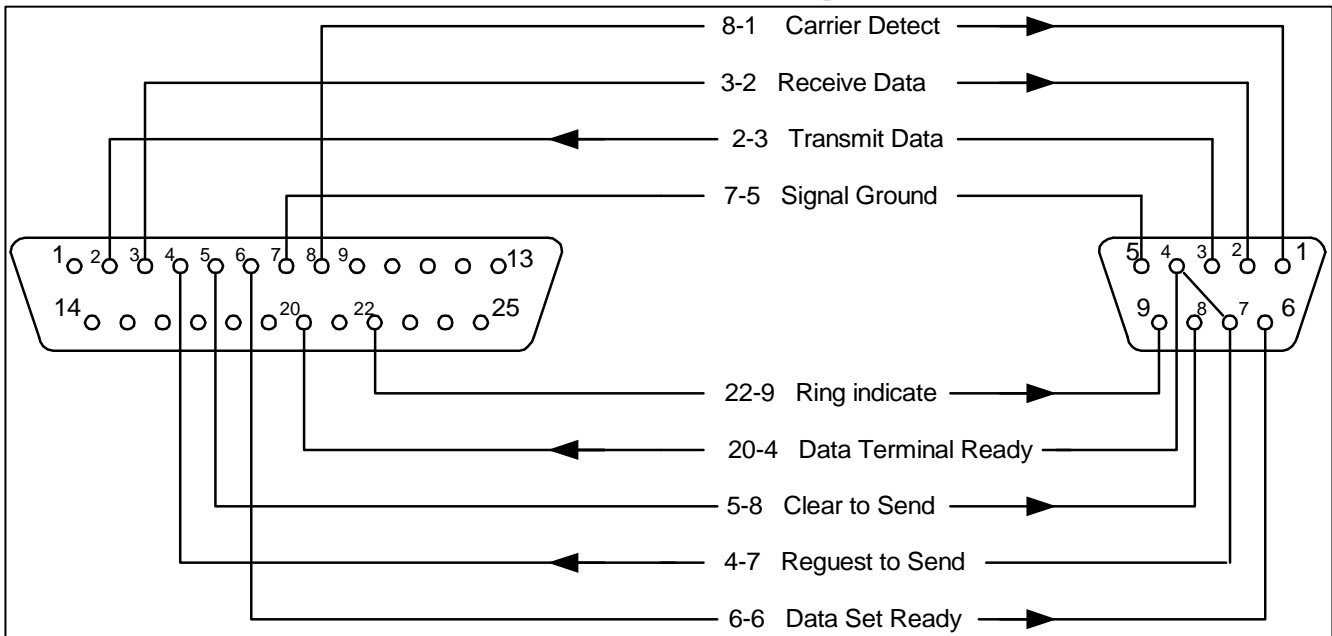 8-1 Carrier Detect
3-2 Receive Data
2-3 Transmit Data
7-5 Signal Ground
1 2 3 4 5 6 7 8 9 13
14 20 22 25
5 4 3 2 1
9 8 7 6
22-9 Ring indicate
20-4 Data Terminal Ready
5-8 Clear to Send
4-7 Reguest to Send
6-6 Data Set Ready